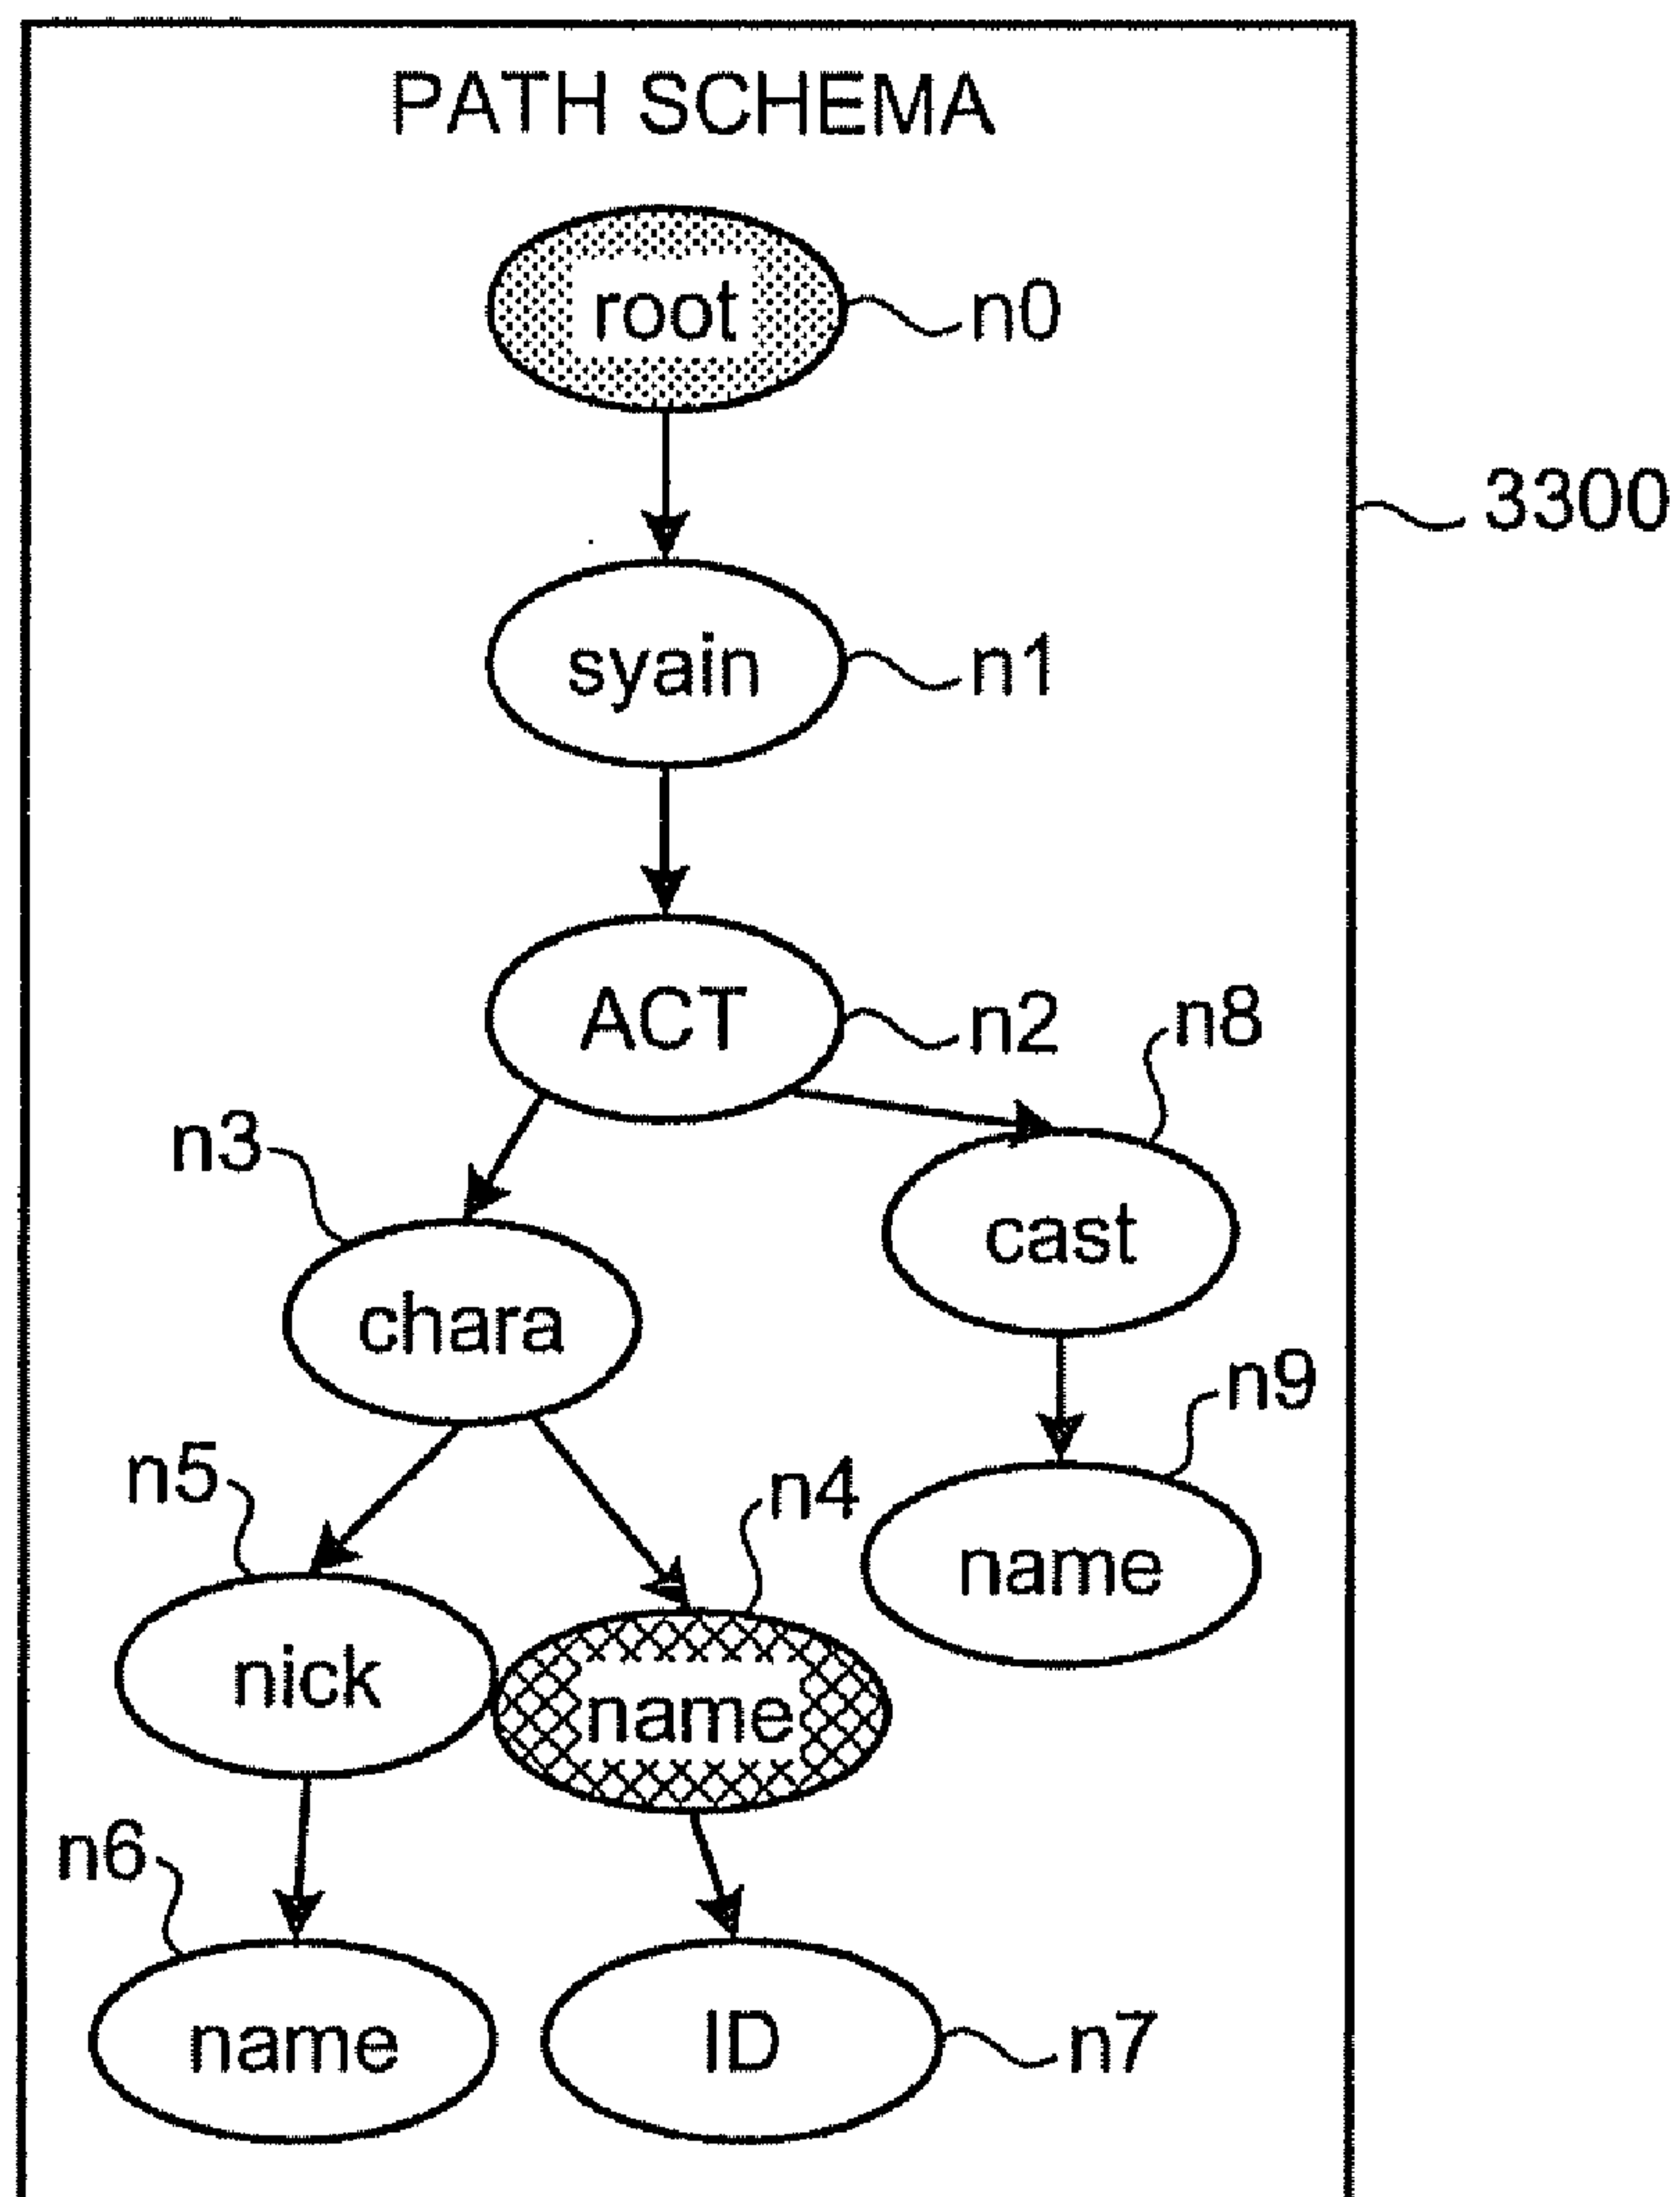 PATH SCHEMA
root
n0
3300
syain
n1
ACT
n2
n8
n3
cast
chara
n9
n5
n4
name
nick
name
n6
name
ID
n7